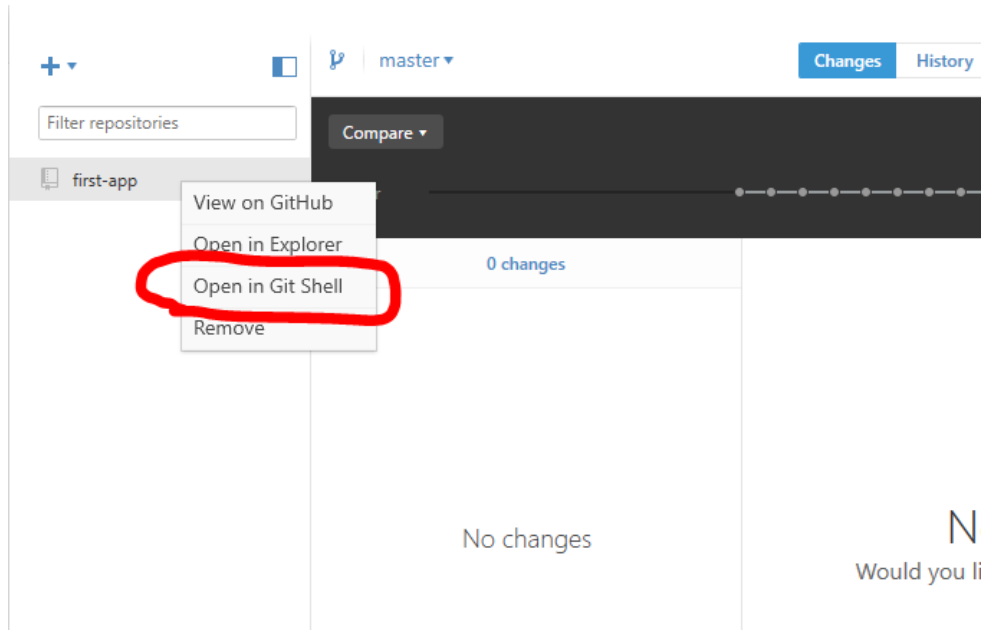 master
Changes
History
Filter repositories
Compare
first-app
View on GitHub
Open in Explorer
0 changes
Open in Git Shell
Remove
No changes
Would you